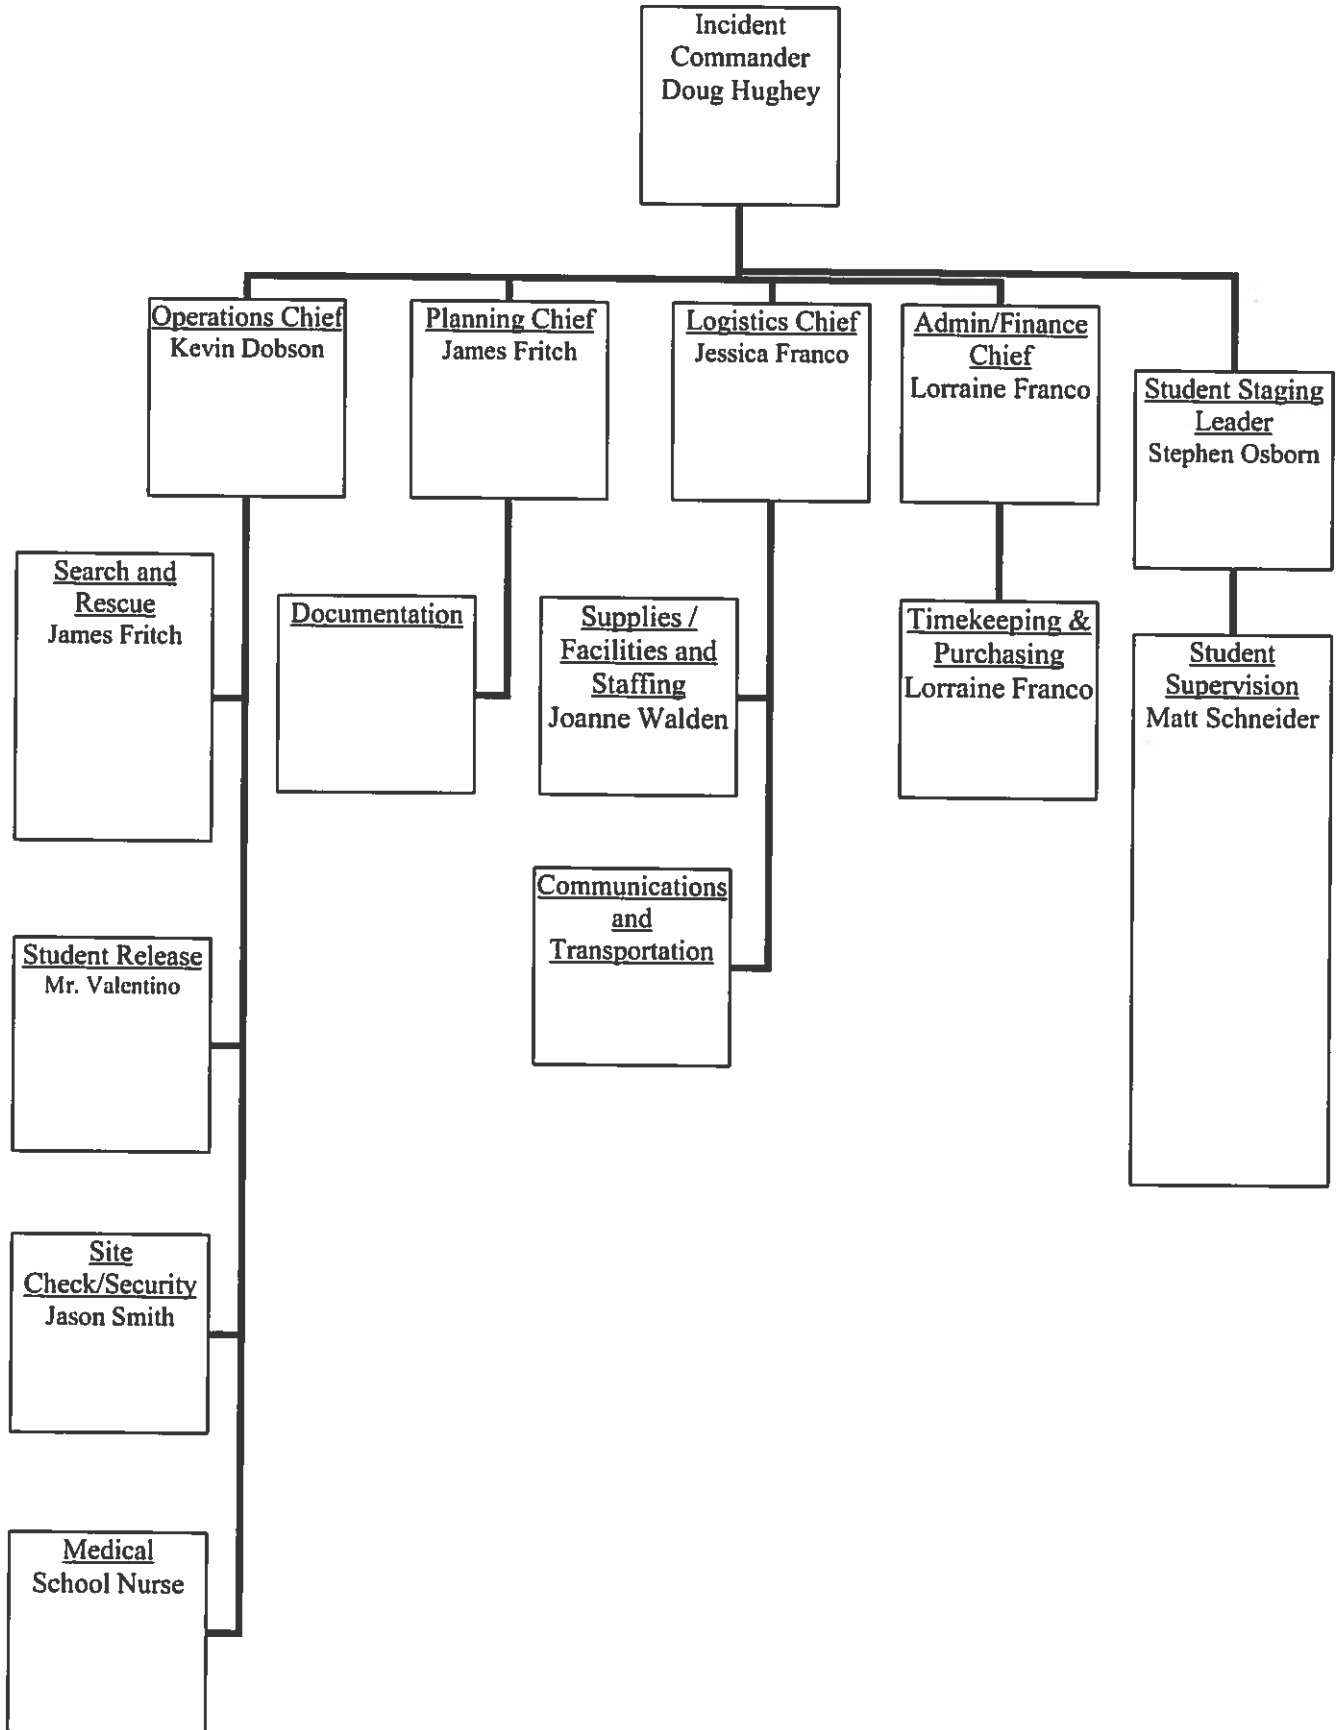 Incident
Commander
Doug Hughey
Operations Chief
Kevin Dobson
Planning Chief
James Fritch
Logistics Chief
Jessica Franco
Admin/Finance
Chief
Lorraine Franco
Student Staging
Leader
Stephen Osborn
Search and
Rescue
James Fritch
Documentation
Supplies /
Facilities and
Staffing
Joanne Walden
Timekeeping &
Purchasing
Lorraine Franco
Student
Supervision
Matt Schneider
Communications
and
Transportation
Student Release
Mr. Valentino
Site
Check/Security
Jason Smith
Medical
School Nurse